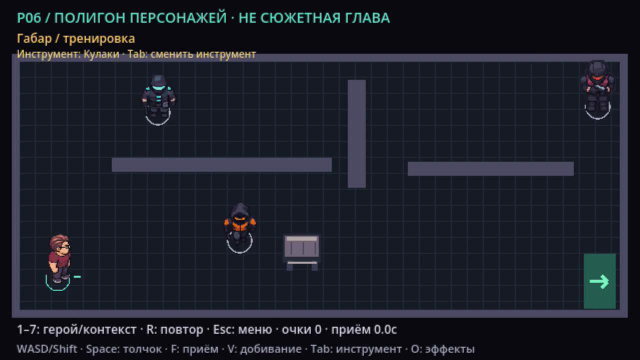 P06 / ПОЛИГОН ПЕРСОНАЖЕЙ · НЕ СЮЖЕТНАЯ ГЛАВА
Габар / тренировка
Инструмент: Кулаки · Tab: сменить инструмент
1–7: герой/контекст · R: повтор · Esc: меню · очки 0 · приём 0.0с
WASD/Shift · Space: толчок · F: приём · V: добивание · Tab: инструмент · O: эффекты